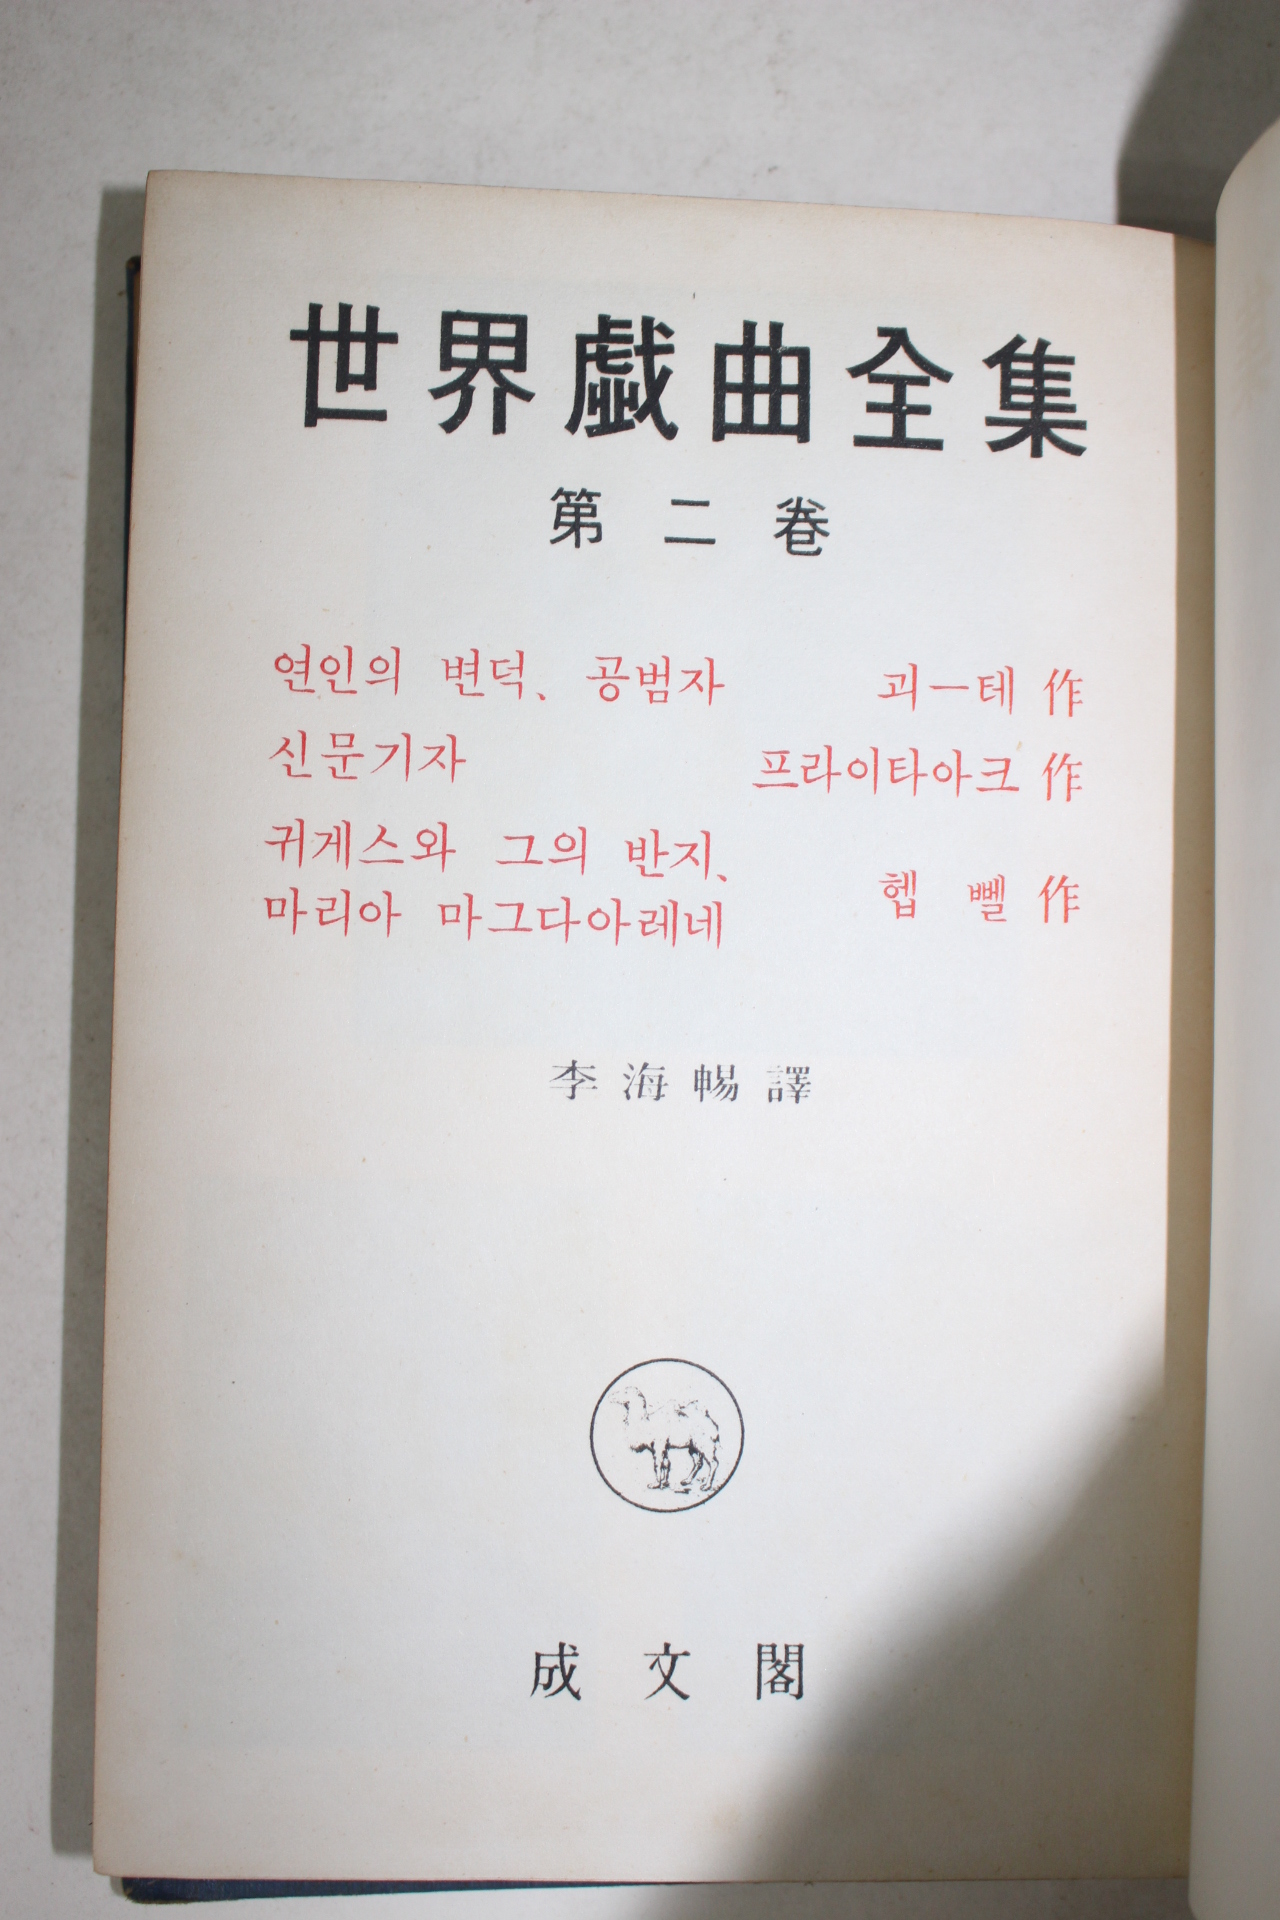 世界戱曲全集
第二卷
연인의 변덕、공범자 괴―테 作
신문기자 프라이타아크 作
귀게스와 그의 반지、
마리아 마그다아레네 헵뻴 作
李海暢譯
成文閣